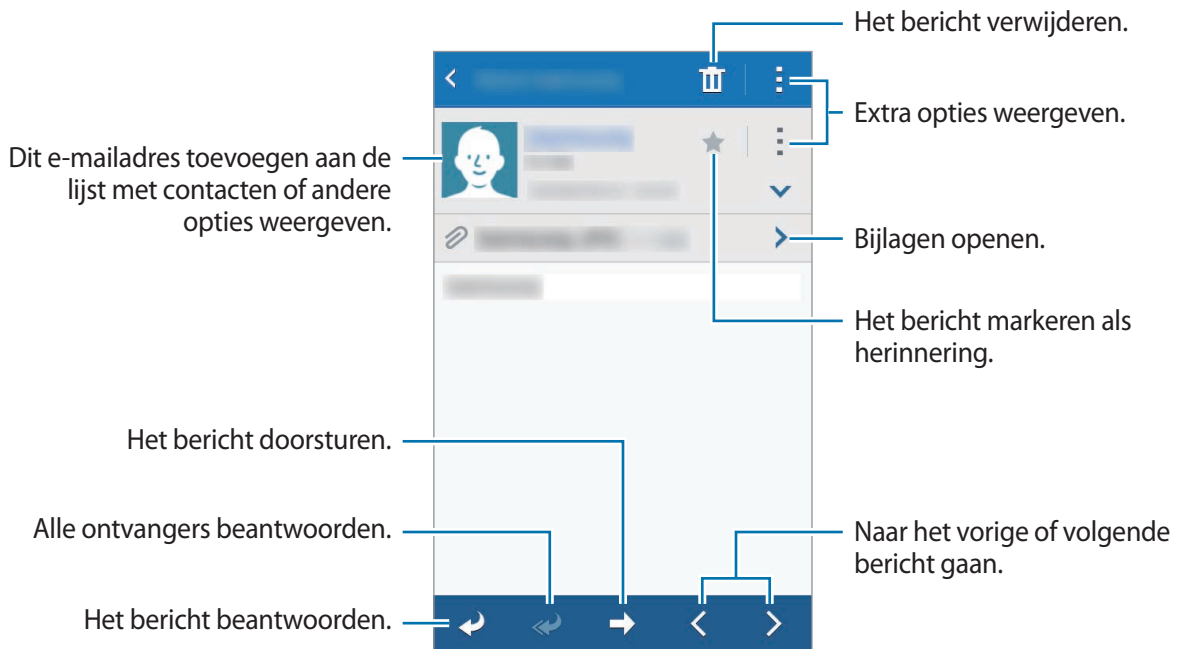 Het bericht verwijderen.
Extra opties weergeven.
Dit e-mailadres toevoegen aan de
lijst met contacten of andere
opties weergeven.
Bijlagen openen.
Het bericht markeren als
herinnering.
Het bericht doorsturen.
Alle ontvangers beantwoorden.
Naar het vorige of volgende
bericht gaan.
Het bericht beantwoorden.